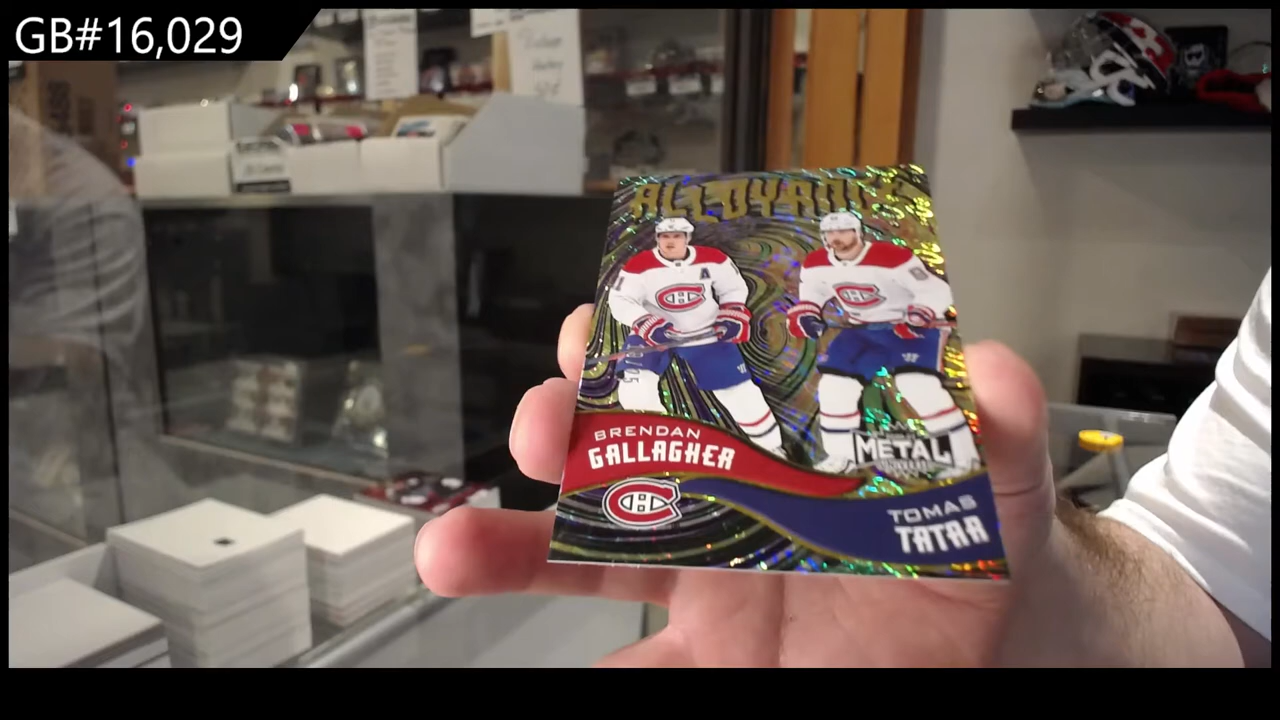 GB#16,029
ALLOYANCE
A
BRENDAN
GALLAGHER
METAL
TOMAS
TATAR